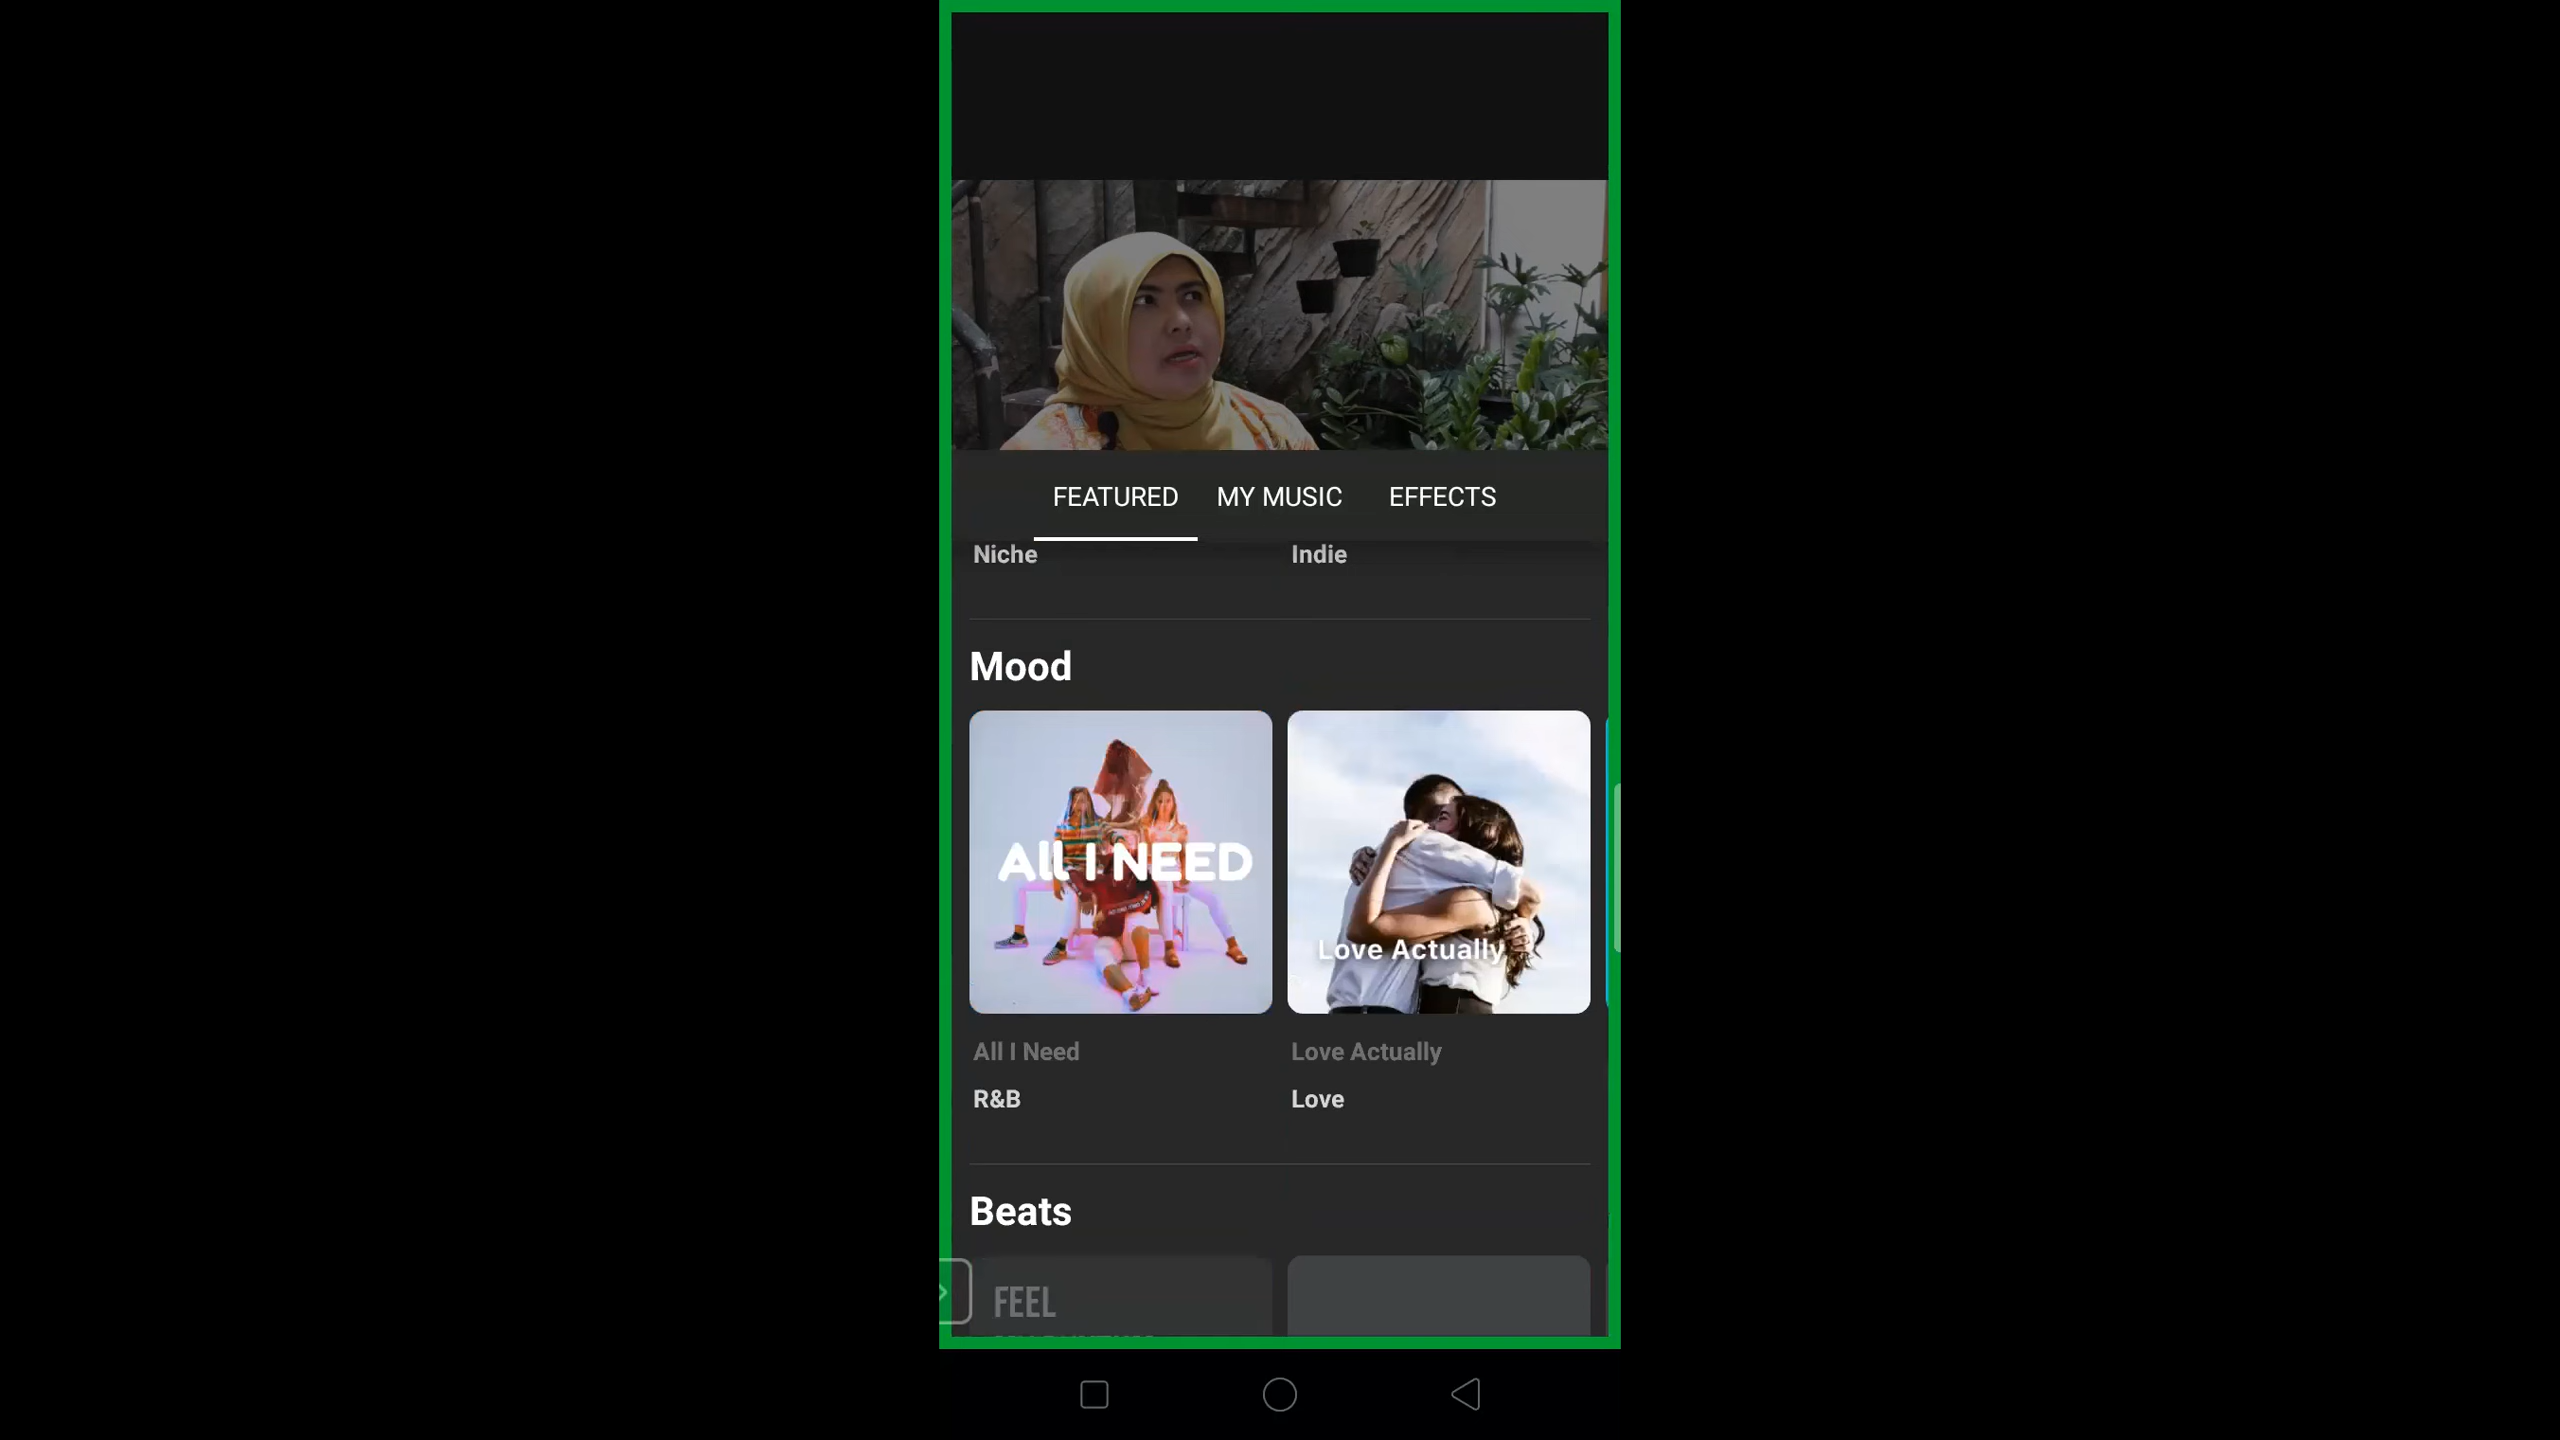 FEATURED MY MUSIC EFFECTS
Niche Indie
Mood
All I NEED
Love Actually
All I Need Love Actually
R&B Love
Beats
FEEL